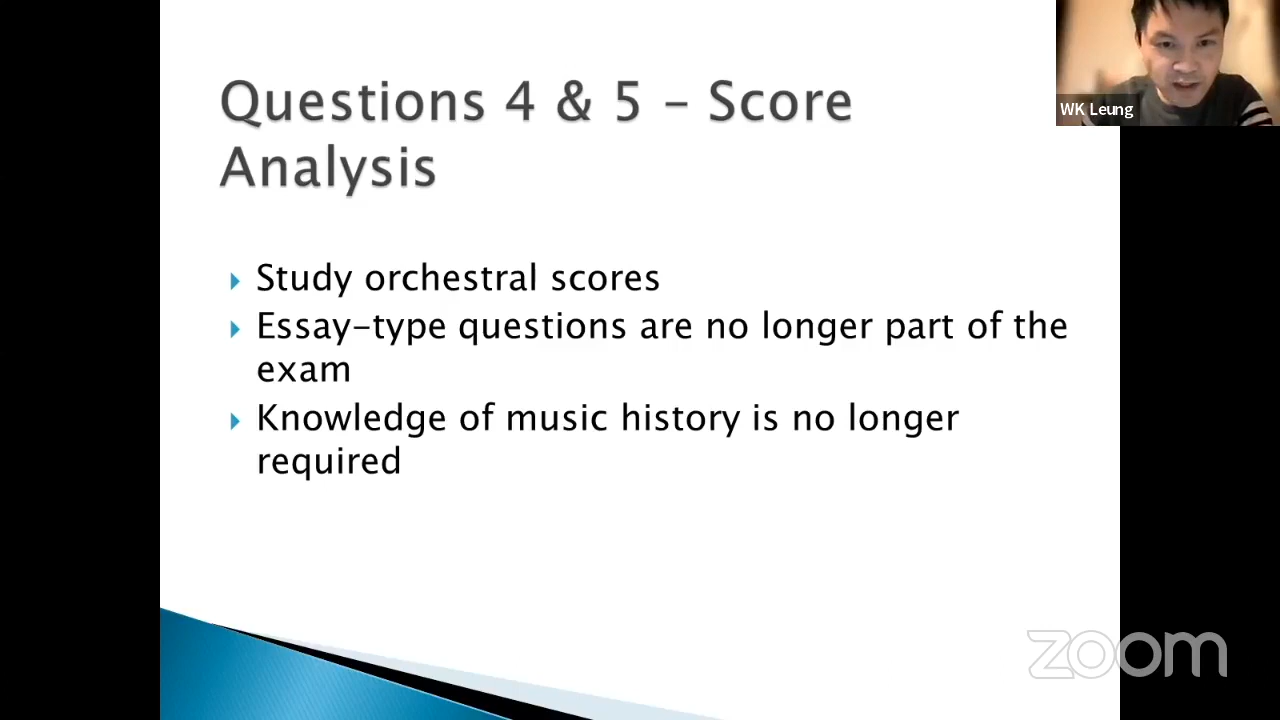 Questions 4 & 5 – Score
Analysis
Study orchestral scores
Essay-type questions are no longer part of the
exam
Knowledge of music history is no longer
required
WK Leung
zoom